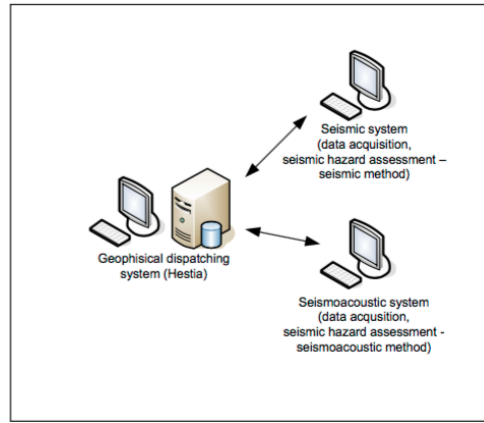 Seismic system
(data acquisition,
seismic hazard assessment –
seismic method)
Geophisical dispatching
system (Hestia)
Seismoacoustic system
(data acqusition,
seismic hazard assessment -
seismoacoustic method)